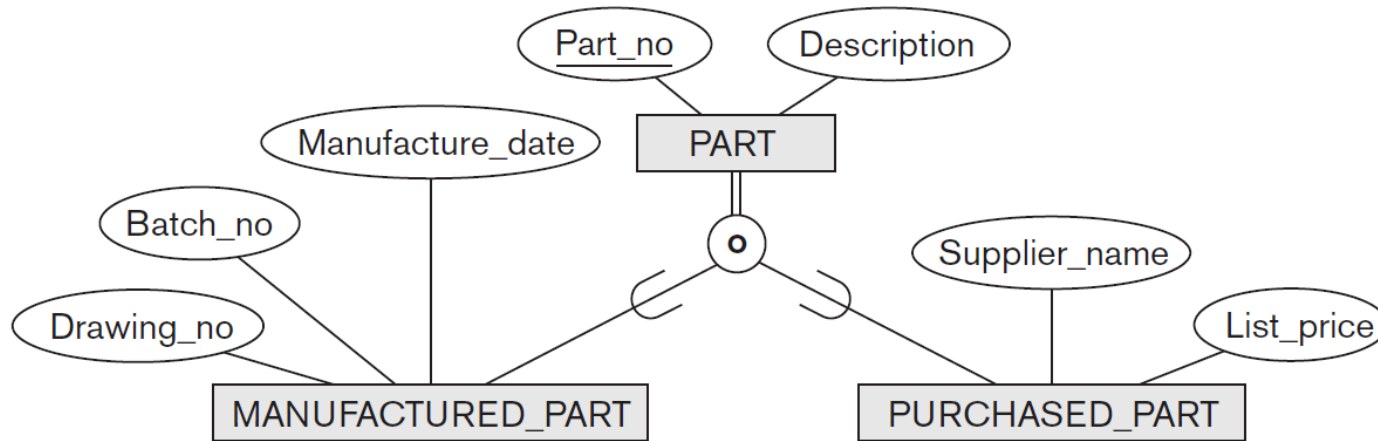 Part_no
Description
Manufacture_date
PART
Batch_no
o
Supplier_name
Drawing_no
List_price
MANUFACTURED_PART
PURCHASED_PART